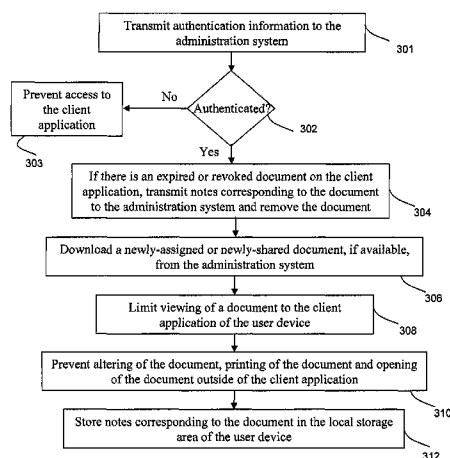 Transmit authentication information to the
administration system
301
Prevent access to
the client
application
303
No
Authenticated?
302
Yes
If there is an expired or revoked document on the client
application, transmit notes corresponding to the document
to the administration system and remove the document
304
Download a newly-assigned or newly-shared document, if available,
from the administration system
306
Limit viewing of a document to the client
application of the user device
308
Prevent altering of the document, printing of the document and opening
of the document outside of the client application
310
Store notes corresponding to the document in the local storage
area of the user device
312